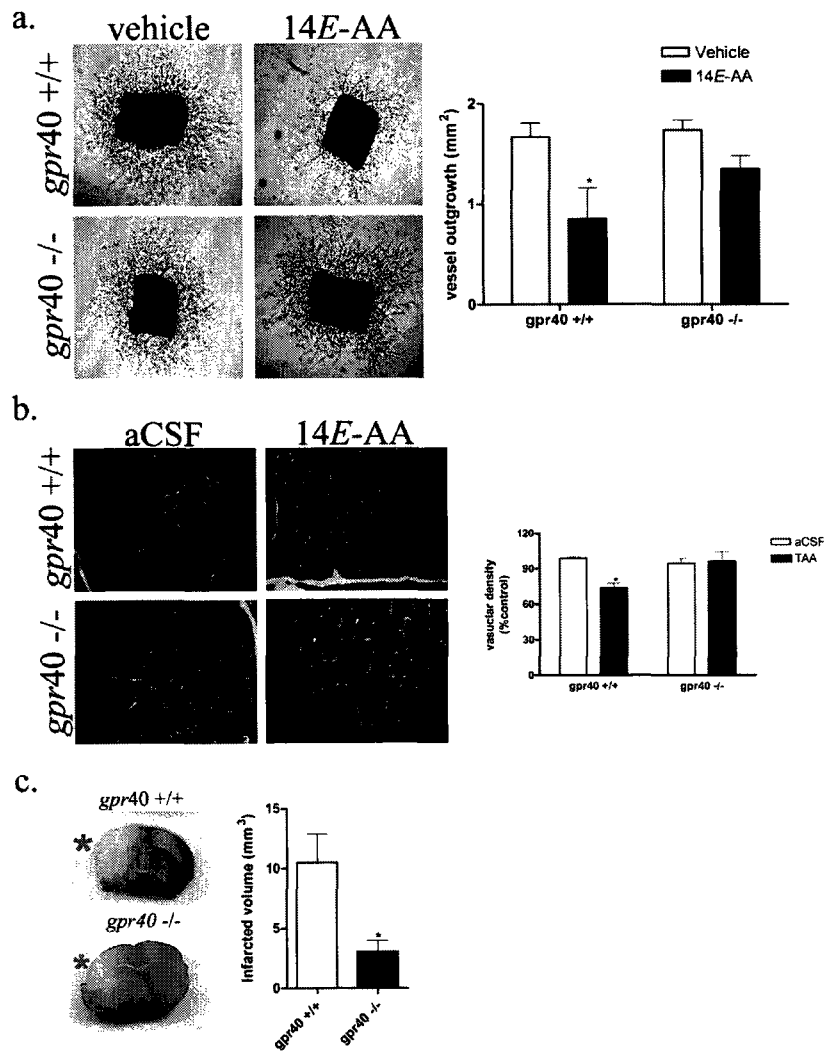 a.
vehicle
14E-AA
gpr40 +/+
gpr40 -/-
Vehicle
14E-AA
vessel outgrowth (mm²)
2
1
0
gpr40 +/+
gpr40 -/-
*
b.
aCSF
14E-AA
gpr40 +/+
gpr40 -/-
aCSF
TAA
vasuclar density
(%control)
120
90
60
30
0
*
gpr40 +/+
gpr40 -/-
c.
gpr40 +/+
*
gpr40 -/-
*
Infarcted volume (mm³)
15
10
5
0
*
gpr40 +/+
gpr40 -/-